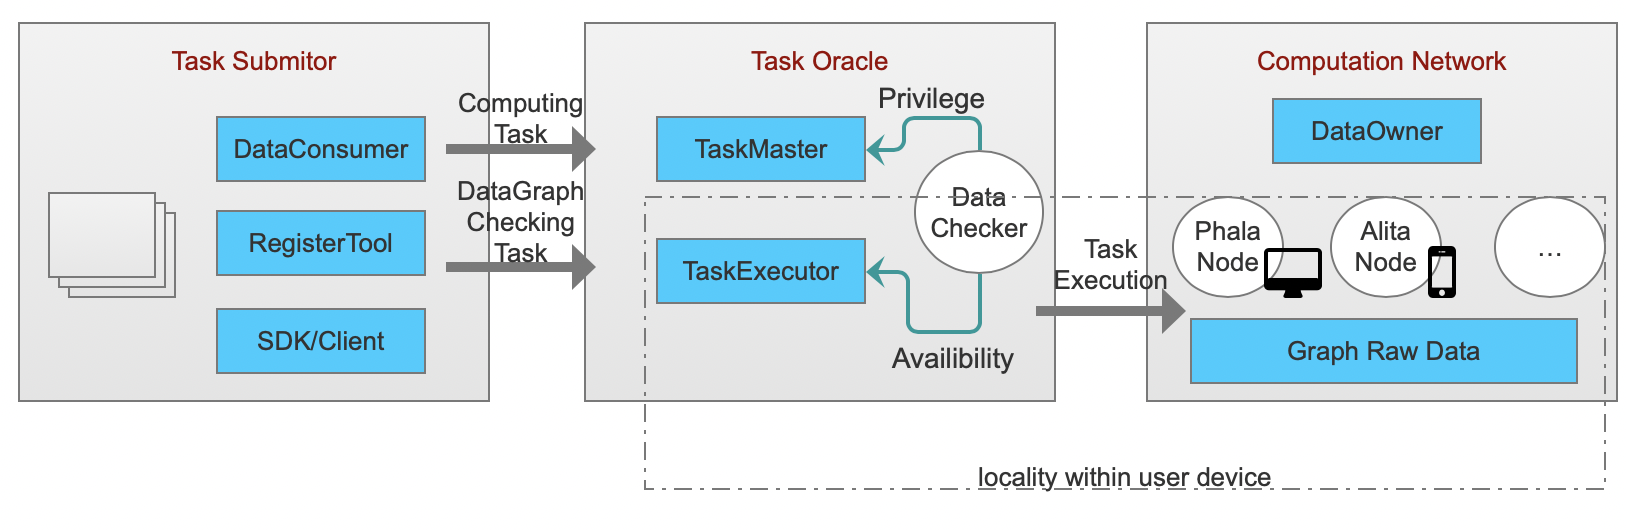 Task Submitor
DataConsumer
RegisterTool
SDK/Client
Computing
Task
DataGraph
Checking
Task
Task Oracle
Privilege
TaskMaster
Data
Checker
TaskExecutor
Availibility
Task
Execution
Computation Network
DataOwner
Phala
Node
Alita
Node
...
Graph Raw Data
locality within user device